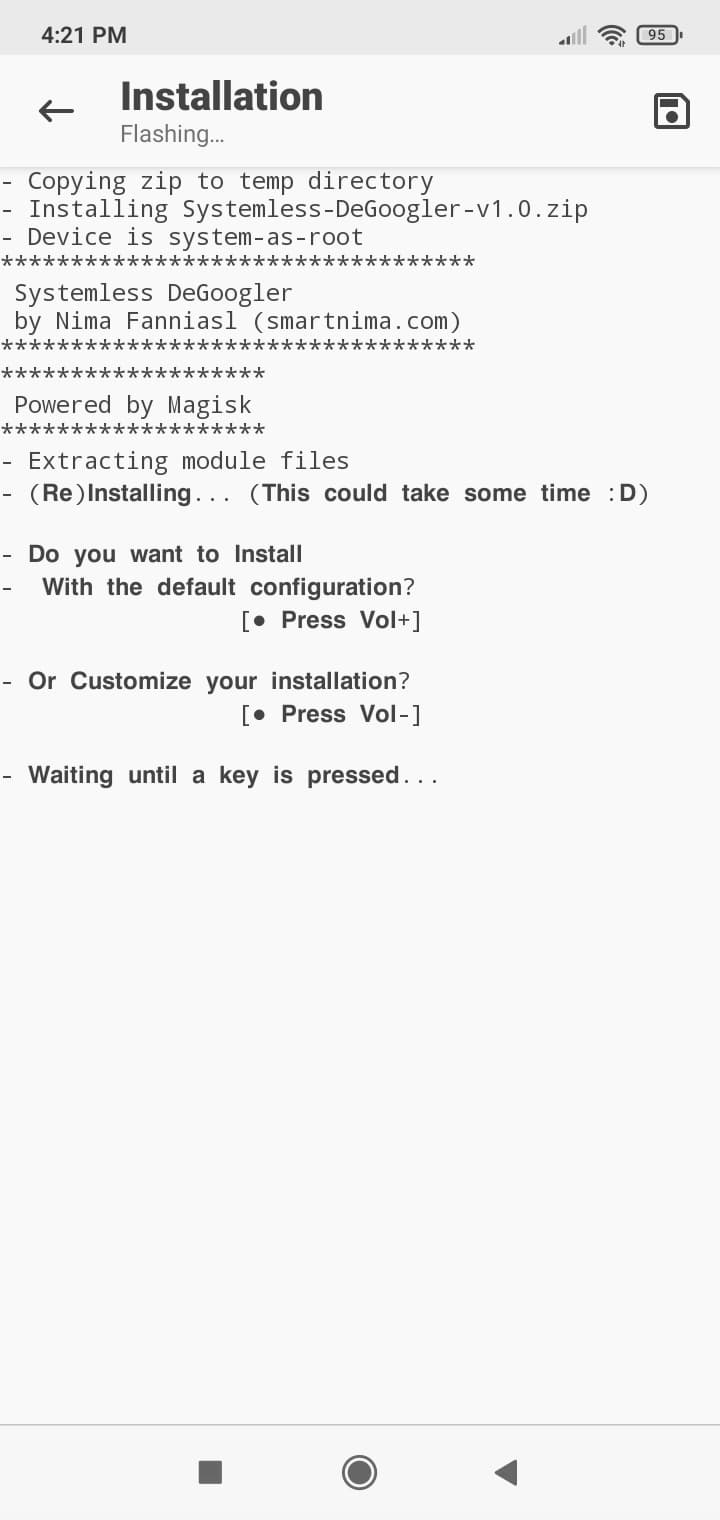 4:21 PM
95
Installation
Flashing...
- Copying zip to temp directory
- Installing Systemless-DeGoogler-v1.0.zip
- Device is system-as-root
**********************************
Systemless DeGoogler
by Nima Fanniasl (smartnima.com)
**********************************
*******************
Powered by Magisk
*******************
- Extracting module files
- (Re)Installing... (This could take some time :D)
- Do you want to Install
- With the default configuration?
[● Press Vol+]
- Or Customize your installation?
[● Press Vol-]
- Waiting until a key is pressed...